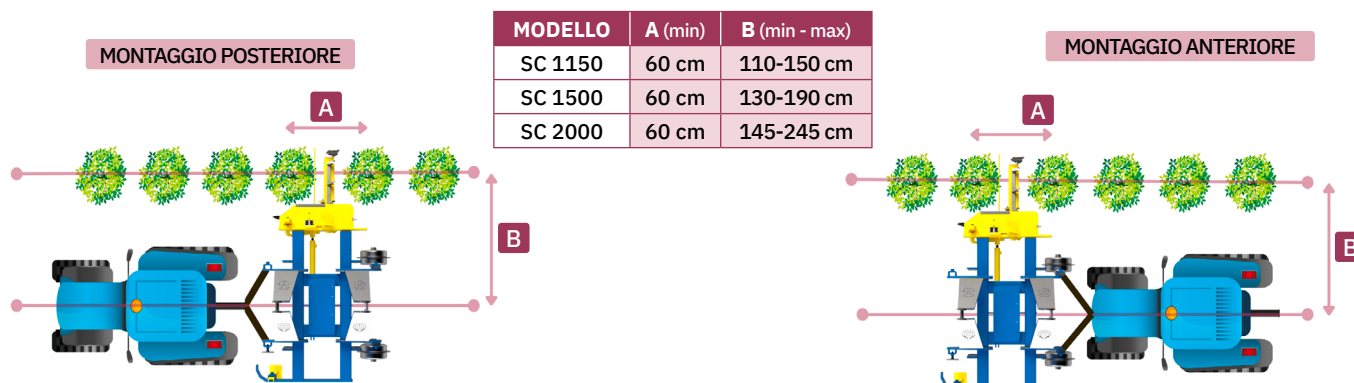 MONTAGGIO POSTERIORE
MODELLO A (min) B (min - max)
SC 1150 60 cm 110-150 cm
SC 1500 60 cm 130-190 cm
SC 2000 60 cm 145-245 cm
MONTAGGIO ANTERIORE
A
B
A
B